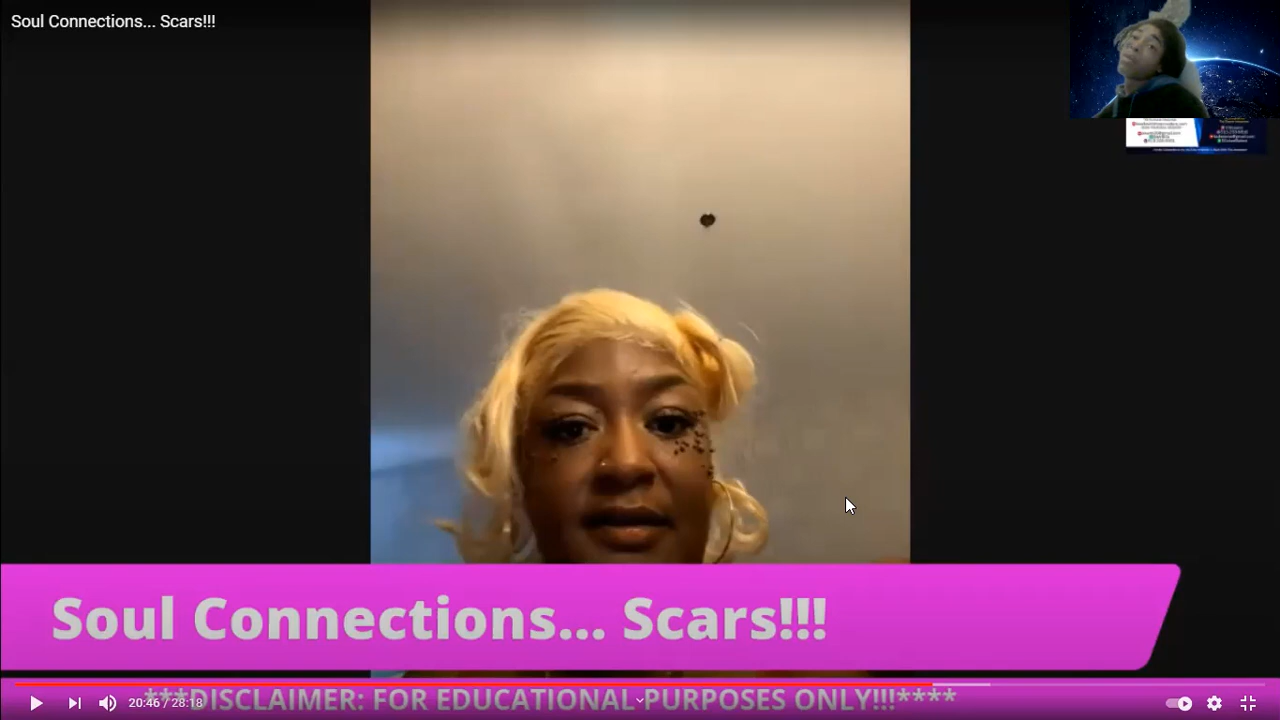 Soul Connections... Scars!!!
Soul Connections... Scars!!!
***DISCLAIMER: FOR EDUCATIONAL PURPOSES ONLY!!!****
20:46 / 28:18